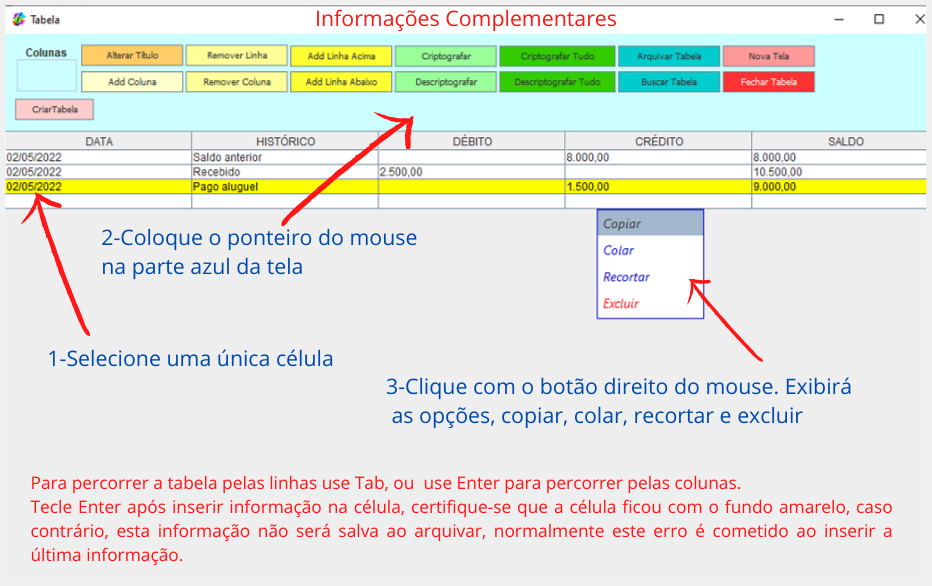 Informações Complementares
Tabela
Colunas
Alterar Título Remover Linha Add Linha Acima Criptografar Criptografar Tudo Arquivar Tabela Nova Tela
Add Coluna Remover Coluna Add Linha Abaixo Descriptografar Descriptografar Tudo Buscar Tabela Fechar Tabela
CriarTabela
DATA HISTÓRICO DÉBITO CRÉDITO SALDO
02/05/2022 Saldo anterior 8.000,00 8.000,00
02/05/2022 Recebido 2.500,00 10.500,00
02/05/2022 Pago aluguel 1.500,00 9.000,00
2-Coloque o ponteiro do mouse
na parte azul da tela
Copiar
Colar
Recortar
Excluir
1-Selecione uma única célula
3-Clique com o botão direito do mouse. Exibirá
as opções, copiar, colar, recortar e excluir
Para percorrer a tabela pelas linhas use Tab, ou use Enter para percorrer pelas colunas.
Tecle Enter após inserir informação na célula, certifique-se que a célula ficou com o fundo amarelo, caso
contrário, esta informação não será salva ao arquivar, normalmente este erro é cometido ao inserir a
última informação.